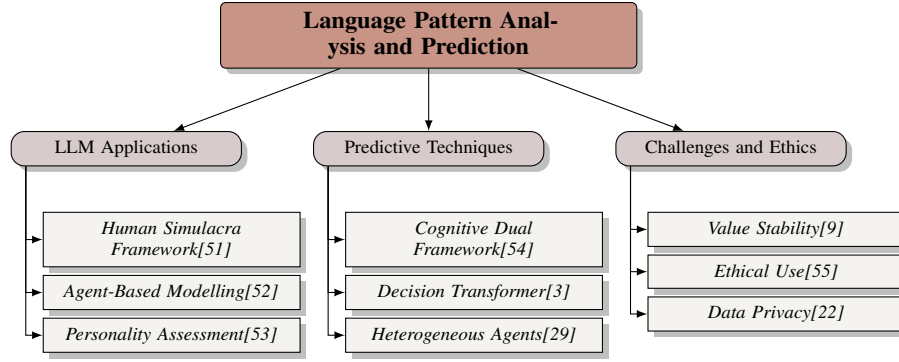 Language Pattern Anal-
ysis and Prediction
LLM Applications
Predictive Techniques
Challenges and Ethics
Human Simulacra
Framework[51]
Agent-Based Modelling[52]
Personality Assessment[53]
Cognitive Dual
Framework[54]
Decision Transformer[3]
Heterogeneous Agents[29]
Value Stability[9]
Ethical Use[55]
Data Privacy[22]